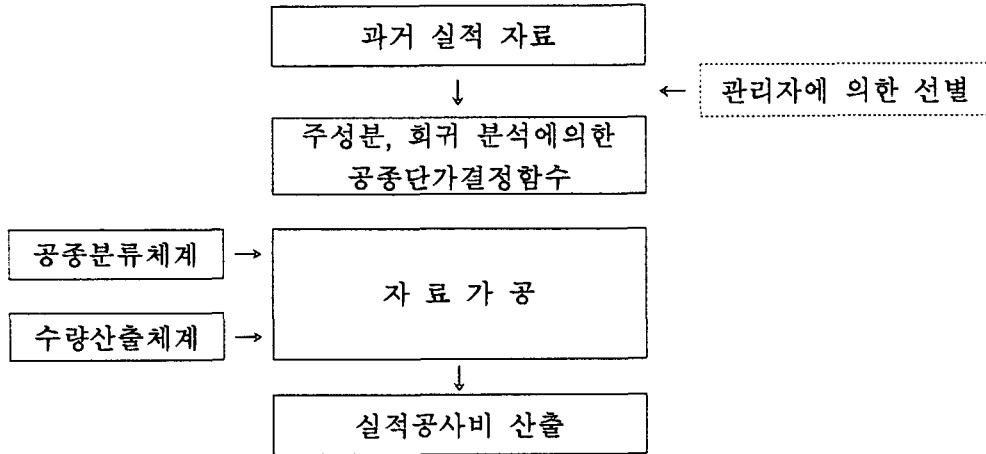 과거 실적 자료
↓
← 관리자에 의한 선별
주성분, 회귀 분석에의한
공종단가결정함수
공종분류체계 →
자 료 가 공
수량산출체계 →
↓
실적공사비 산출